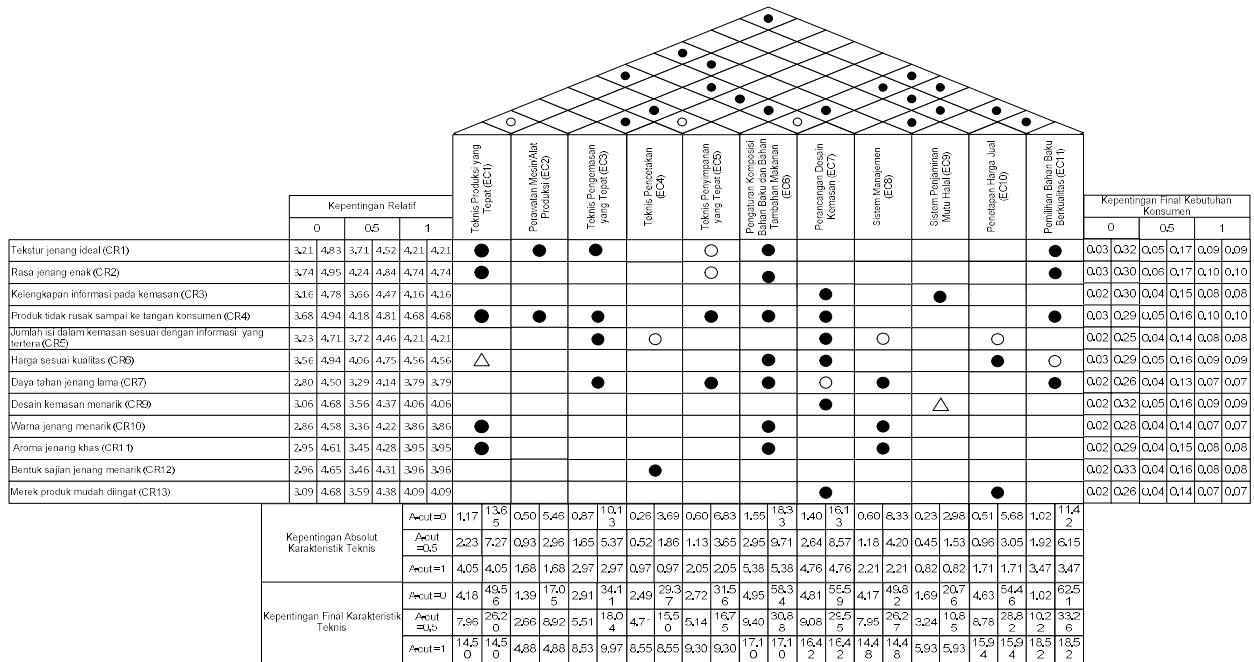 Teknis Produksi yang
Tepat (EC1)
Perawatan Mesin/Alat
Produksi (EC2)
Teknis Pengemasan
yang Tepat (EC3)
Teknis Pencetakan
(EC4)
Teknis Penyimpanan
yang Tepat (EC5)
Pengaturan Komposisi
Bahan Baku dan Bahan
Tambahan Makanan
(EC6)
Perancangan Desain
Kemasan (EC7)
Sistem Manajemen
(EC8)
Sistem Penjaminan
Mutu Halal (EC9)
Penetapan Harga Jual
(EC10)
Pemilihan Bahan Baku
Berkualitas (EC11)
Kepentingan Relatif
0 0.5 1
Kepentingan Final Kebutuhan
Konsumen
0 0.5 1
Tekstur jenang ideal (CR1) 3.21 4.83 3.71 4.52 4.21 4.21 0.03 0.32 0.05 0.17 0.09 0.09
Rasa jenang enak (CR2) 3.74 4.95 4.24 4.84 4.74 4.74 0.03 0.30 0.06 0.17 0.10 0.10
Kelengkapan informasi pada kemasan (CR3) 3.16 4.78 3.66 4.47 4.16 4.16 0.02 0.30 0.04 0.15 0.08 0.08
Produk tidak rusak sampai ke tangan konsumen (CR4) 3.68 4.94 4.18 4.81 4.68 4.68 0.03 0.29 0.05 0.16 0.10 0.10
Jumlah isi dalam kemasan sesuai dengan informasi yang
tertera (CR5) 3.23 4.71 3.72 4.46 4.21 4.21 0.02 0.25 0.04 0.14 0.08 0.08
Harga sesuai kualitas (CR6) 3.56 4.94 4.06 4.75 4.56 4.56 0.03 0.29 0.05 0.16 0.09 0.09
Daya tahan jenang lama (CR7) 2.80 4.50 3.29 4.14 3.79 3.79 0.02 0.26 0.04 0.13 0.07 0.07
Desain kemasan menarik (CR9) 3.06 4.68 3.56 4.37 4.06 4.06 0.02 0.32 0.05 0.16 0.09 0.09
Warna jenang menarik (CR10) 2.86 4.58 3.36 4.22 3.86 3.86 0.02 0.28 0.04 0.14 0.07 0.07
Aroma jenang khas (CR11) 2.95 4.61 3.45 4.28 3.95 3.95 0.02 0.29 0.04 0.15 0.08 0.08
Bentuk sajian jenang menarik (CR12) 2.96 4.65 3.46 4.31 3.96 3.96 0.02 0.33 0.04 0.16 0.08 0.08
Merek produk mudah diingat (CR13) 3.09 4.68 3.59 4.38 4.09 4.09 0.02 0.26 0.04 0.14 0.07 0.07
Kepentingan Absolut
Karakteristik Teknis
A-cut=0 1.17 13.65 0.50 5.46 0.87 10.13 0.26 3.69 0.60 6.83 1.55 18.33 1.40 16.13 0.60 8.33 0.23 2.98 0.51 5.68 1.02 11.42
A-cut
=0.5 2.23 7.27 0.93 2.96 1.65 5.37 0.52 1.86 1.13 3.65 2.95 9.71 2.64 8.57 1.18 4.20 0.45 1.53 0.96 3.05 1.92 6.15
A-cut=1 4.05 4.05 1.68 1.68 2.97 2.97 0.97 0.97 2.05 2.05 5.38 5.38 4.76 4.76 2.21 2.21 0.82 0.82 1.71 1.71 3.47 3.47
Kepentingan Final Karakteristik
Teknis
A-cut=0 4.18 49.56 1.39 17.05 2.91 34.11 2.49 29.37 2.72 31.56 4.95 58.34 4.81 55.59 4.17 49.82 1.69 20.76 4.63 54.46 1.02 62.51
A-cut
=0,5 7.96 26.20 2.66 8.92 5.51 18.04 4.71 15.50 5.14 16.75 9.40 30.88 9.08 29.55 7.95 26.27 3.24 10.85 8.78 28.82 10.22 33.26
A-cut=1 14.50 14.50 4.88 4.88 8.53 9.97 8.55 8.55 9.30 9.30 17.10 17.10 16.42 16.42 14.48 14.48 5.93 5.93 15.94 15.94 18.52 18.52